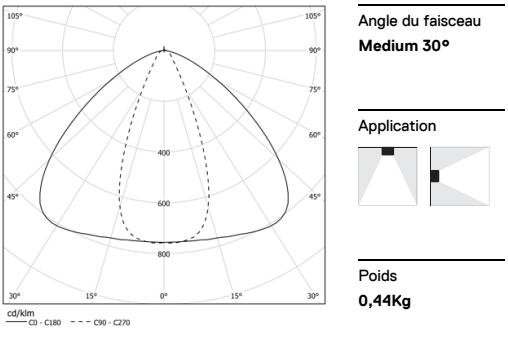 105° 105°
90° 90°
75° 75°
60° 60°
400
45° 600 45°
800
30° 15° 0° 15° 30°
cd/klm
C0 - C180 C90 - C270
Angle du faisceau
Medium 30°
Application
Poids
0,44Kg